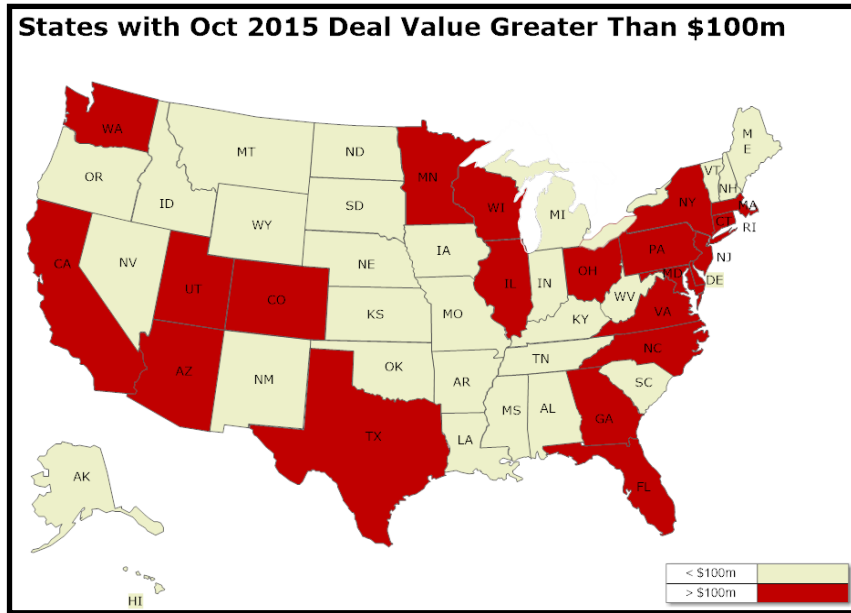 States with Oct 2015 Deal Value Greater Than $100m
WA
MT
ND
MN
OR
ID
WY
SD
WI
MI
NY
VT
NH
M
E
MA
CT
RI
NV
CA
UT
CO
NE
IA
IL
IN
OH
PA
NJ
MD
DE
KS
MO
WV
VA
KY
AZ
NM
OK
AR
TN
NC
SC
TX
LA
MS
AL
GA
FL
AK
HI
< $100m
> $100m